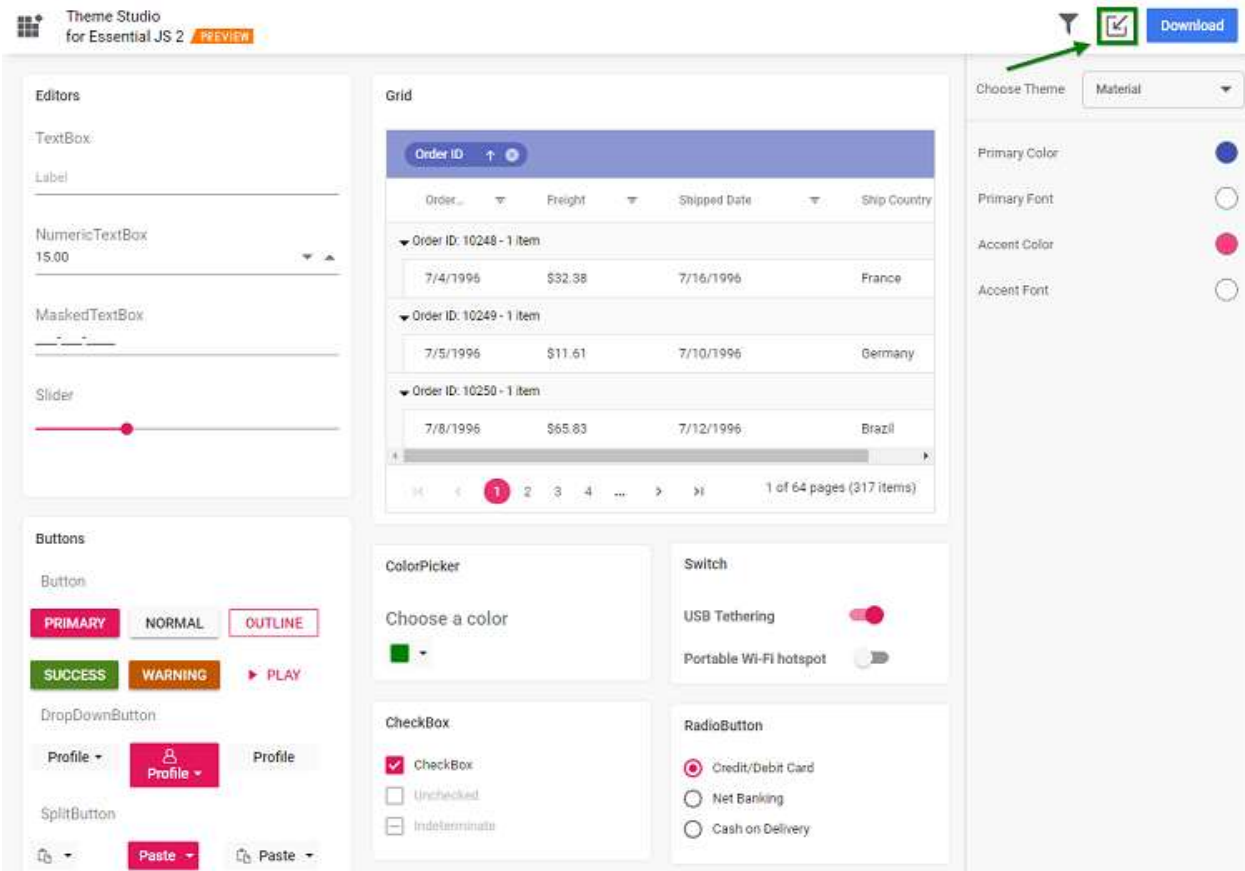 Theme Studio
for Essential JS 2 PREVIEW
Download
Choose Theme Material
Primary Color
Primary Font
Accent Color
Accent Font
Editors
TextBox
Label
NumericTextBox
15.00
MaskedTextBox
___-___-____
Slider
Grid
Order ID
Order... Freight Shipped Date Ship Country
Order ID: 10248 - 1 item
7/4/1996 $32.38 7/16/1996 France
Order ID: 10249 - 1 item
7/5/1996 $11.61 7/10/1996 Germany
Order ID: 10250 - 1 item
7/8/1996 $65.83 7/12/1996 Brazil
1 2 3 4 ... 1 of 64 pages (317 items)
Buttons
Button
PRIMARY NORMAL OUTLINE
SUCCESS WARNING PLAY
DropDownButton
Profile Profile Profile
SplitButton
Paste Paste
ColorPicker
Choose a color
Switch
USB Tethering
Portable Wi-Fi hotspot
CheckBox
CheckBox
Unchecked
Indeterminate
RadioButton
Credit/Debit Card
Net Banking
Cash on Delivery